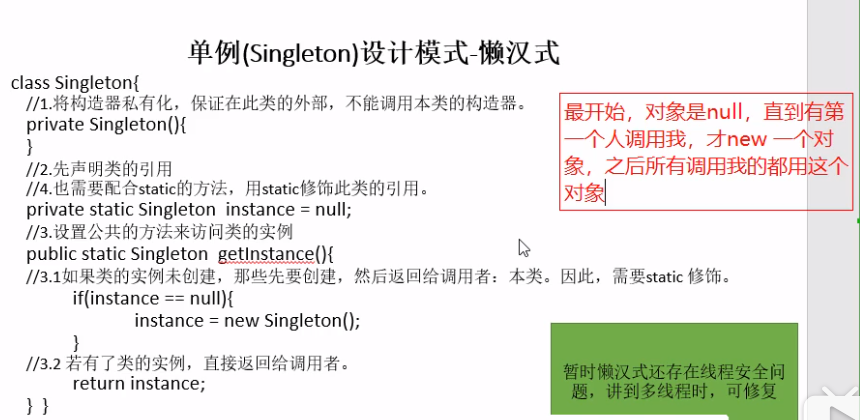 单例(Singleton)设计模式-懒汉式
class Singleton{
//1.将构造器私有化，保证在此类的外部，不能调用本类的构造器。
private Singleton(){
}
//2.先声明类的引用
//4.也需要配合static的方法，用static修饰此类的引用。
private static Singleton instance = null;
//3.设置公共的方法来访问类的实例
public static Singleton getInstance(){
//3.1如果类的实例未创建，那些先要创建，然后返回给调用者：本类。因此，需要static 修饰。
if(instance == null){
instance = new Singleton();
}
//3.2 若有了类的实例，直接返回给调用者。
return instance;
} }
最开始，对象是null，直到有第
一个人调用我，才new 一个对
象，之后所有调用我的都用这个
对象
暂时懒汉式还存在线程安全问
题，讲到多线程时，可修复